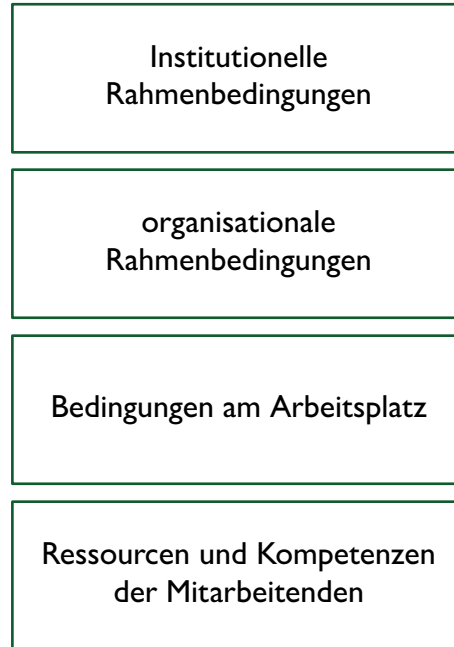 Institutionelle
Rahmenbedingungen
organisationale
Rahmenbedingungen
Bedingungen am Arbeitsplatz
Ressourcen und Kompetenzen
der Mitarbeitenden